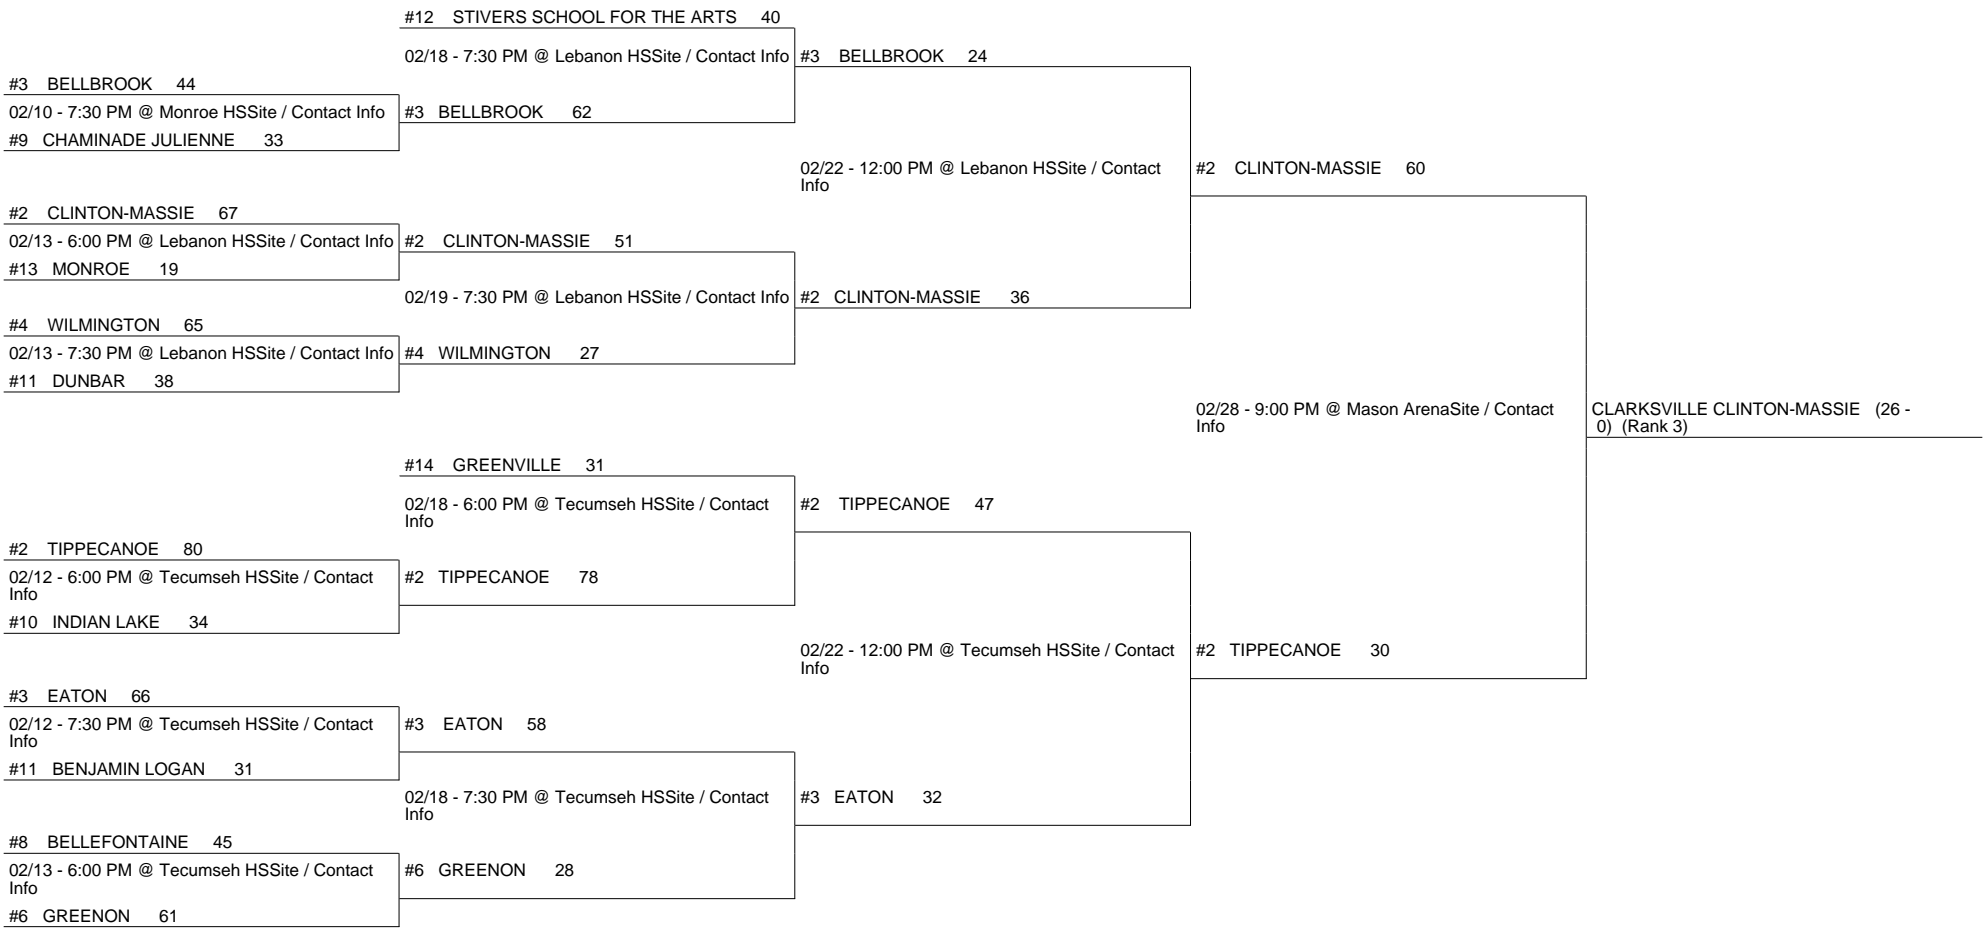 #12 STIVERS SCHOOL FOR THE ARTS 40
02/18 - 7:30 PM @ Lebanon HSSite / Contact Info
#3 BELLBROOK 24
#3 BELLBROOK 44
02/10 - 7:30 PM @ Monroe HSSite / Contact Info
#3 BELLBROOK 62
#9 CHAMINADE JULIENNE 33
02/22 - 12:00 PM @ Lebanon HSSite / Contact
Info
#2 CLINTON-MASSIE 60
#2 CLINTON-MASSIE 67
02/13 - 6:00 PM @ Lebanon HSSite / Contact Info
#2 CLINTON-MASSIE 51
#13 MONROE 19
02/19 - 7:30 PM @ Lebanon HSSite / Contact Info
#2 CLINTON-MASSIE 36
#4 WILMINGTON 65
02/13 - 7:30 PM @ Lebanon HSSite / Contact Info
#4 WILMINGTON 27
#11 DUNBAR 38
02/28 - 9:00 PM @ Mason ArenaSite / Contact
Info
CLARKSVILLE CLINTON-MASSIE (26 -
0) (Rank 3)
#14 GREENVILLE 31
02/18 - 6:00 PM @ Tecumseh HSSite / Contact
Info
#2 TIPPECANOE 47
#2 TIPPECANOE 80
02/12 - 6:00 PM @ Tecumseh HSSite / Contact
Info
#2 TIPPECANOE 78
#10 INDIAN LAKE 34
02/22 - 12:00 PM @ Tecumseh HSSite / Contact
Info
#2 TIPPECANOE 30
#3 EATON 66
02/12 - 7:30 PM @ Tecumseh HSSite / Contact
Info
#3 EATON 58
#11 BENJAMIN LOGAN 31
02/18 - 7:30 PM @ Tecumseh HSSite / Contact
Info
#3 EATON 32
#8 BELLEFONTAINE 45
02/13 - 6:00 PM @ Tecumseh HSSite / Contact
Info
#6 GREENON 28
#6 GREENON 61